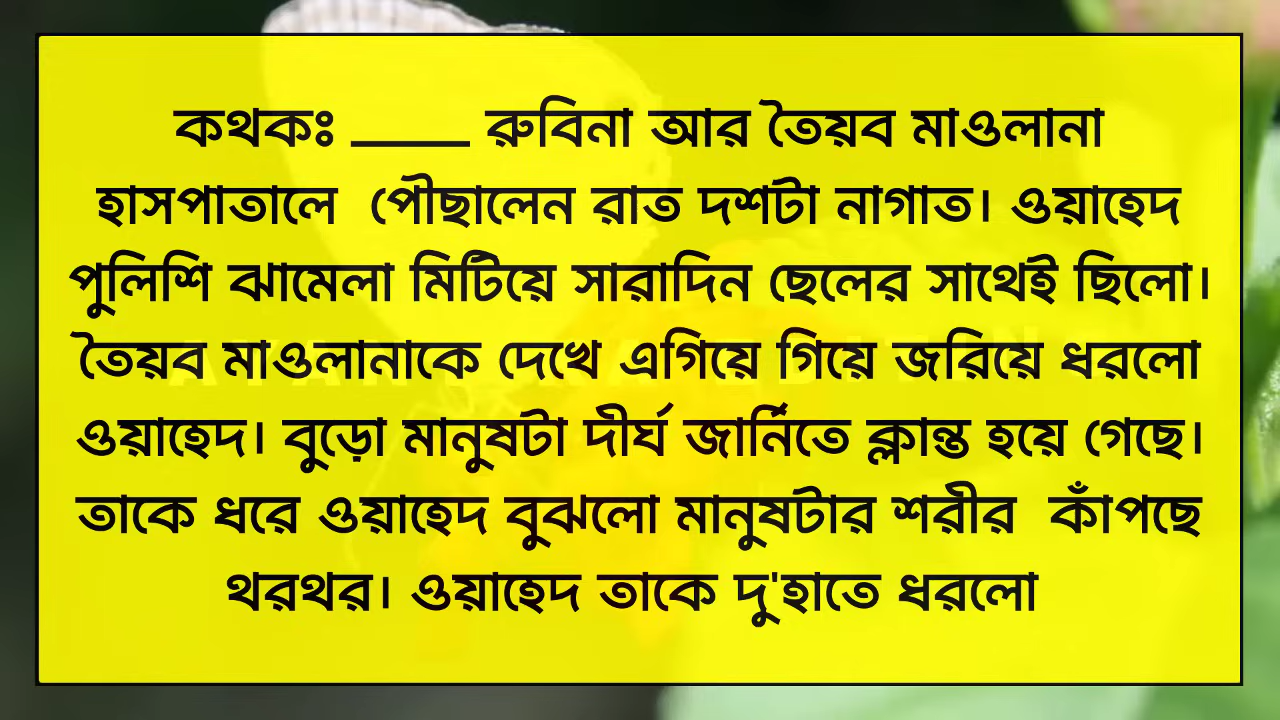 কথকঃ _____ রুবিনা আর তৈয়ব মাওলানা
হাসপাতালে পৌছালেন রাত দশটা নাগাত। ওয়াহেদ
পুলিশি ঝামেলা মিটিয়ে সারাদিন ছেলের সাথেই ছিলো।
তৈয়ব মাওলানাকে দেখে এগিয়ে গিয়ে জরিয়ে ধরলো
ওয়াহেদ। বুড়ো মানুষটা দীর্ঘ জার্নিতে ক্লান্ত হয়ে গেছে।
তাকে ধরে ওয়াহেদ বুঝলো মানুষটার শরীর কাঁপছে
থরথর। ওয়াহেদ তাকে দু'হাতে ধরলো